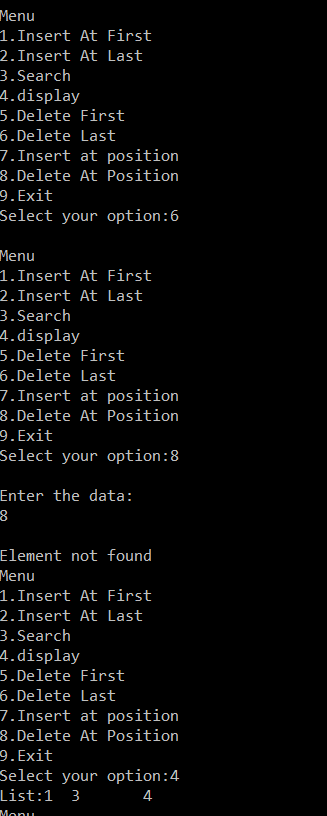 Menu
1.Insert At First
2.Insert At Last
3.Search
4.display
5.Delete First
6.Delete Last
7.Insert at position
8.Delete At Position
9.Exit
Select your option:6
Menu
1.Insert At First
2.Insert At Last
3.Search
4.display
5.Delete First
6.Delete Last
7.Insert at position
8.Delete At Position
9.Exit
Select your option:8
Enter the data:
8
Element not found
Menu
1.Insert At First
2.Insert At Last
3.Search
4.display
5.Delete First
6.Delete Last
7.Insert at position
8.Delete At Position
9.Exit
Select your option:4
List:1  3       4
Menu